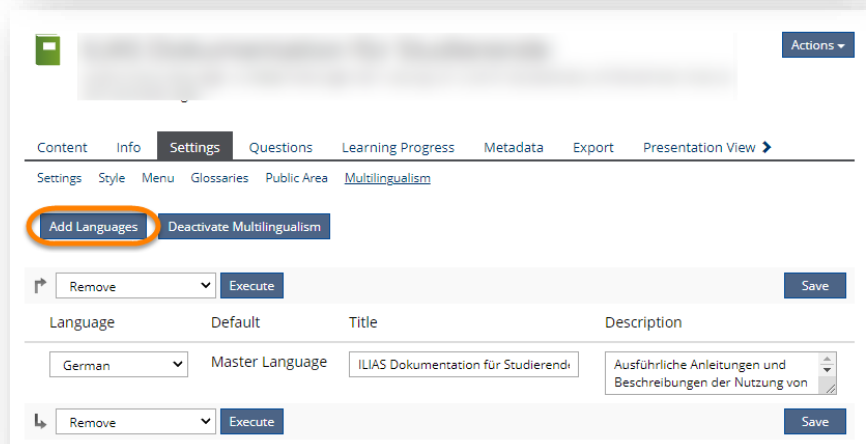 Actions
Content Info Settings Questions Learning Progress Metadata Export Presentation View
Settings Style Menu Glossaries Public Area Multilingualism
Add Languages Deactivate Multilingualism
Remove Execute Save
Language Default Title Description
German Master Language ILIAS Dokumentation für Studierend Ausführliche Anleitungen und
Beschreibungen der Nutzung von
Remove Execute Save